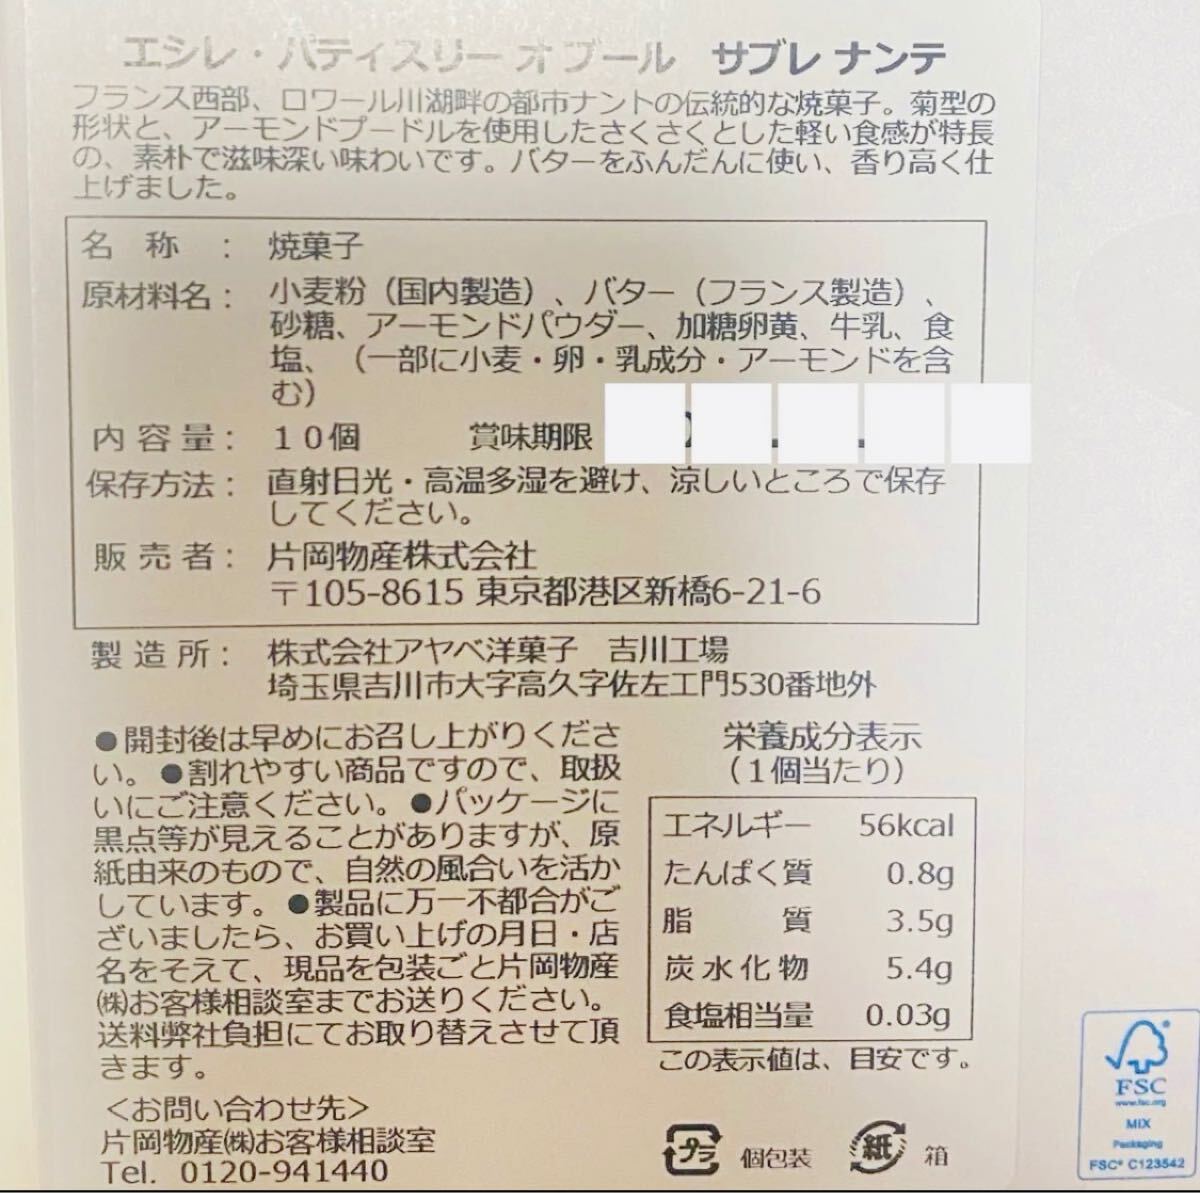 エシレ・パティスリー オ ブール　サブレ ナンテ
フランス西部、ロワール川湖畔の都市ナントの伝統的な焼菓子。菊型の
形状と、アーモンドプードルを使用したさくさくとした軽い食感が特長
の、素朴で滋味深い味わいです。バターをふんだんに使い、香り高く仕
上げました。
名称：焼菓子
原材料名：小麦粉（国内製造）、バター（フランス製造）、
砂糖、アーモンドパウダー、加糖卵黄、牛乳、食
塩、（一部に小麦・卵・乳成分・アーモンドを含
む）
内容量：１０個　賞味期限
保存方法：直射日光・高温多湿を避け、涼しいところで保存
してください。
販売者：片岡物産株式会社
〒105-8615 東京都港区新橋6-21-6
製造所：株式会社アヤベ洋菓子　吉川工場
埼玉県吉川市大字高久字佐左エ門530番地外
●開封後は早めにお召し上がりくださ
い。●割れやすい商品ですので、取扱
いにご注意ください。●パッケージに
黒点等が見えることがありますが、原
紙由来のもので、自然の風合いを活か
しています。●製品に万一不都合がご
ざいましたら、お買い上げの月日・店
名をそえて、現品を包装ごと片岡物産
㈱お客様相談室までお送りください。
送料弊社負担にてお取り替えさせて頂
きます。
＜お問い合わせ先＞
片岡物産㈱お客様相談室
Tel. 0120-941440
栄養成分表示
（１個当たり）
エネルギー　56kcal
たんぱく質　0.8g
脂質　3.5g
炭水化物　5.4g
食塩相当量　0.03g
この表示値は、目安です。
プラ 個包装　紙 箱
FSC
www.fsc.org
MIX
Packaging
FSC® C123542